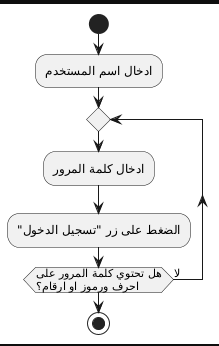 ادخال اسم المستخدم
ادخال كلمة المرور
الضغط على زر "تسجيل الدخول"
هل تحتوي كلمة المرور على
احرف ورموز او ارقام؟
لا